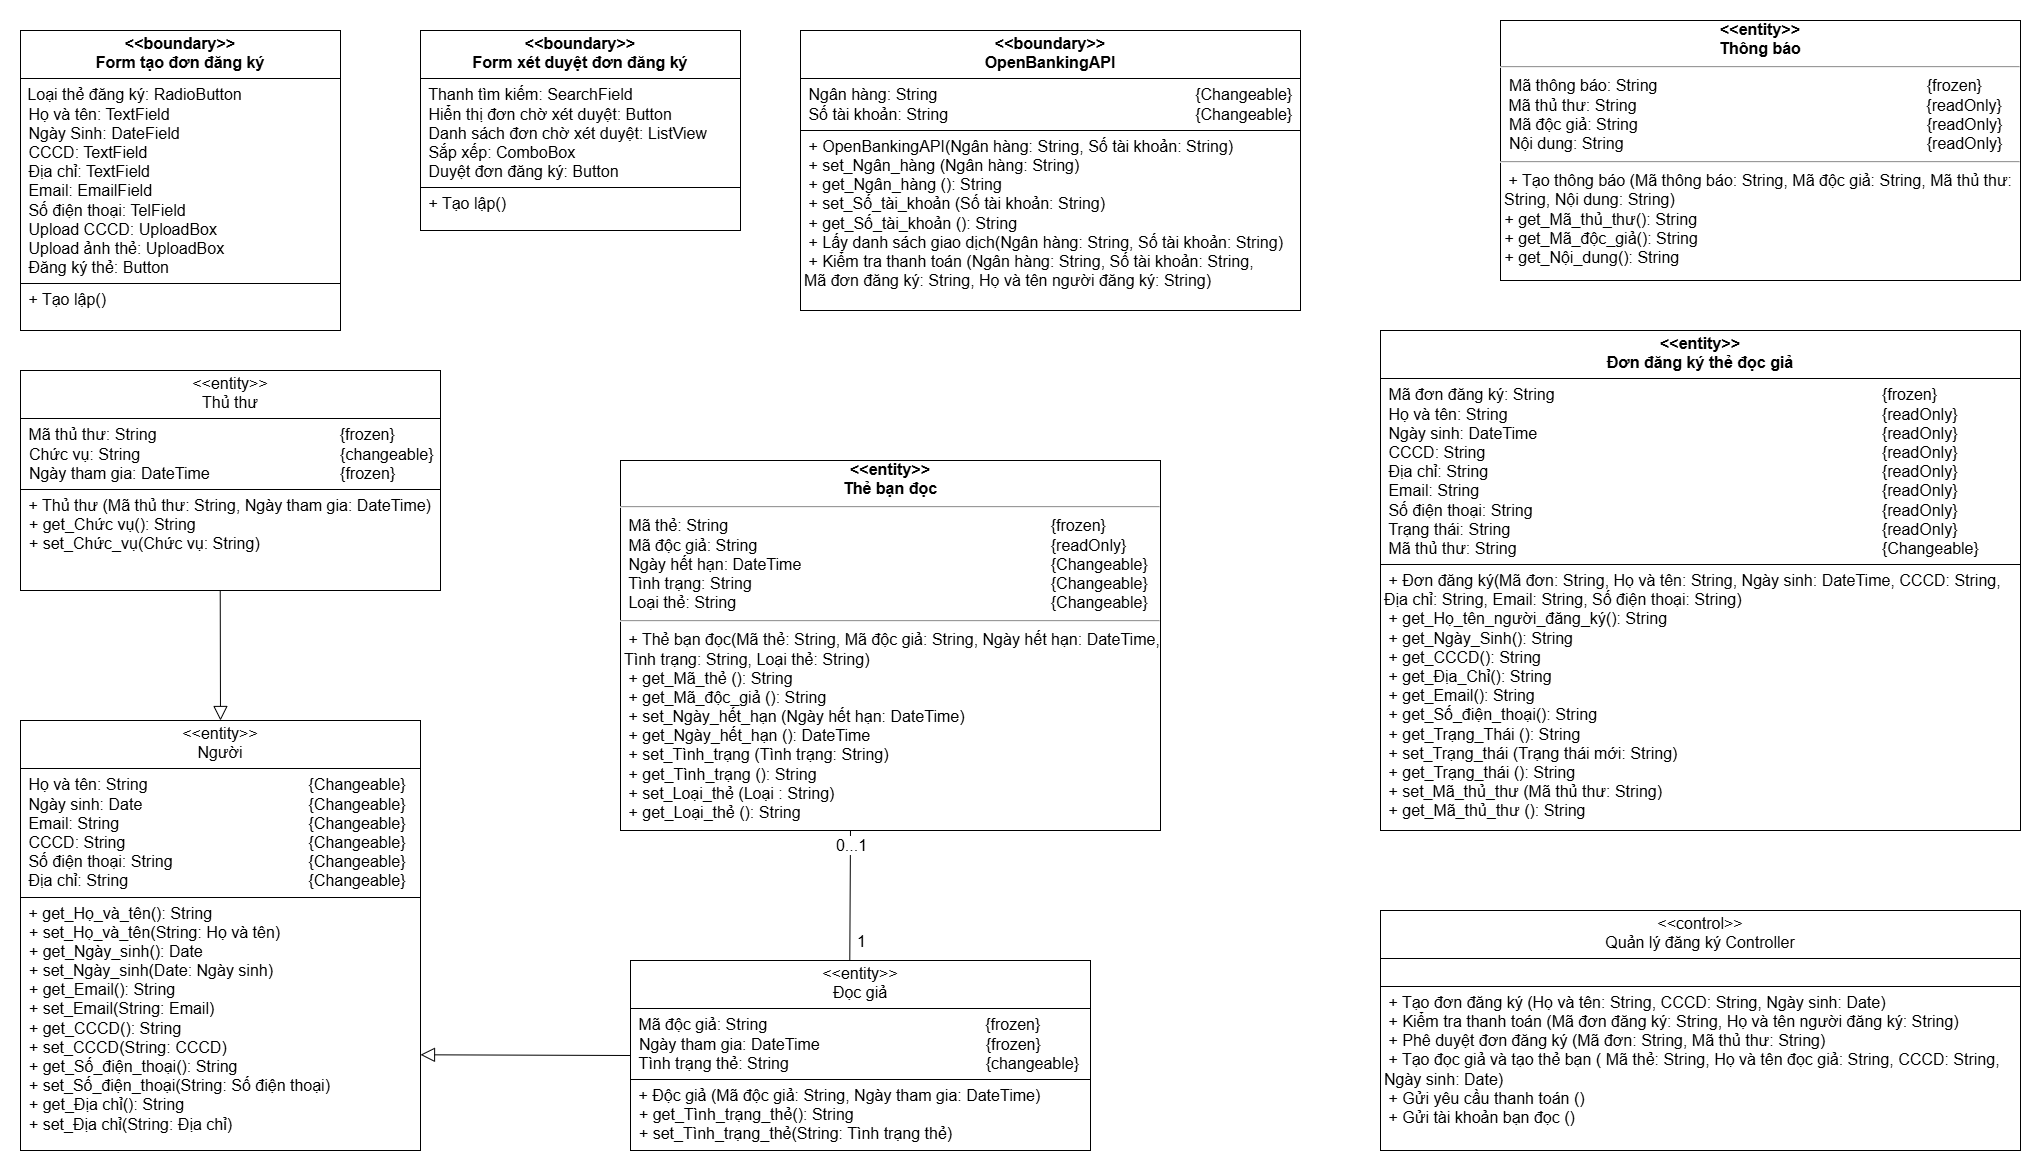 <<boundary>>
Form tạo đơn đăng ký
Loại thẻ đăng ký: RadioButton
Họ và tên: TextField
Ngày Sinh: DateField
CCCD: TextField
Địa chỉ: TextField
Email: EmailField
Số điện thoại: TelField
Upload CCCD: UploadBox
Upload ảnh thẻ: UploadBox
Đăng ký thẻ: Button
+ Tạo lập()
<<boundary>>
Form xét duyệt đơn đăng ký
Thanh tìm kiếm: SearchField
Hiển thị đơn chờ xét duyệt: Button
Danh sách đơn chờ xét duyệt: ListView
Sắp xếp: ComboBox
Duyệt đơn đăng ký: Button
+ Tạo lập()
<<boundary>>
OpenBankingAPI
Ngân hàng: String {Changeable}
Số tài khoản: String {Changeable}
+ OpenBankingAPI(Ngân hàng: String, Số tài khoản: String)
+ set_Ngân_hàng (Ngân hàng: String)
+ get_Ngân_hàng (): String
+ set_Số_tài_khoản (Số tài khoản: String)
+ get_Số_tài_khoản (): String
+ Lấy danh sách giao dịch(Ngân hàng: String, Số tài khoản: String)
+ Kiểm tra thanh toán (Ngân hàng: String, Số tài khoản: String,
Mã đơn đăng ký: String, Họ và tên người đăng ký: String)
<<entity>>
Thông báo
Mã thông báo: String {frozen}
Mã thủ thư: String {readOnly}
Mã độc giả: String {readOnly}
Nội dung: String {readOnly}
+ Tạo thông báo (Mã thông báo: String, Mã độc giả: String, Mã thủ thư:
String, Nội dung: String)
+ get_Mã_thủ_thư(): String
+ get_Mã_độc_giả(): String
+ get_Nội_dung(): String
<<entity>>
Thủ thư
Mã thủ thư: String {frozen}
Chức vụ: String {changeable}
Ngày tham gia: DateTime {frozen}
+ Thủ thư (Mã thủ thư: String, Ngày tham gia: DateTime)
+ get_Chức vụ(): String
+ set_Chức_vụ(Chức vụ: String)
<<entity>>
Thẻ bạn đọc
Mã thẻ: String {frozen}
Mã độc giả: String {readOnly}
Ngày hết hạn: DateTime {Changeable}
Tình trạng: String {Changeable}
Loại thẻ: String {Changeable}
+ Thẻ bạn đọc(Mã thẻ: String, Mã độc giả: String, Ngày hết hạn: DateTime,
Tình trạng: String, Loại thẻ: String)
+ get_Mã_thẻ (): String
+ get_Mã_độc_giả (): String
+ set_Ngày_hết_hạn (Ngày hết hạn: DateTime)
+ get_Ngày_hết_hạn (): DateTime
+ set_Tình_trạng (Tình trạng: String)
+ get_Tình_trạng (): String
+ set_Loại_thẻ (Loại : String)
+ get_Loại_thẻ (): String
<<entity>>
Đơn đăng ký thẻ đọc giả
Mã đơn đăng ký: String {frozen}
Họ và tên: String {readOnly}
Ngày sinh: DateTime {readOnly}
CCCD: String {readOnly}
Địa chỉ: String {readOnly}
Email: String {readOnly}
Số điện thoại: String {readOnly}
Trạng thái: String {readOnly}
Mã thủ thư: String {Changeable}
+ Đơn đăng ký(Mã đơn: String, Họ và tên: String, Ngày sinh: DateTime, CCCD: String,
Địa chỉ: String, Email: String, Số điện thoại: String)
+ get_Họ_tên_người_đăng_ký(): String
+ get_Ngày_Sinh(): String
+ get_CCCD(): String
+ get_Địa_Chỉ(): String
+ get_Email(): String
+ get_Số_điện_thoại(): String
+ get_Trạng_Thái (): String
+ set_Trạng_thái (Trạng thái mới: String)
+ get_Trạng_thái (): String
+ set_Mã_thủ_thư (Mã thủ thư: String)
+ get_Mã_thủ_thư (): String
<<entity>>
Người
Họ và tên: String {Changeable}
Ngày sinh: Date {Changeable}
Email: String {Changeable}
CCCD: String {Changeable}
Số điện thoại: String {Changeable}
Địa chỉ: String {Changeable}
+ get_Họ_và_tên(): String
+ set_Họ_và_tên(String: Họ và tên)
+ get_Ngày_sinh(): Date
+ set_Ngày_sinh(Date: Ngày sinh)
+ get_Email(): String
+ set_Email(String: Email)
+ get_CCCD(): String
+ set_CCCD(String: CCCD)
+ get_Số_điện_thoại(): String
+ set_Số_điện_thoại(String: Số điện thoại)
+ get_Địa chỉ(): String
+ set_Địa chỉ(String: Địa chỉ)
0...1
1
<<entity>>
Đọc giả
Mã độc giả: String {frozen}
Ngày tham gia: DateTime {frozen}
Tình trạng thẻ: String {changeable}
+ Độc giả (Mã độc giả: String, Ngày tham gia: DateTime)
+ get_Tình_trạng_thẻ(): String
+ set_Tình_trạng_thẻ(String: Tình trạng thẻ)
<<control>>
Quản lý đăng ký Controller
+ Tạo đơn đăng ký (Họ và tên: String, CCCD: String, Ngày sinh: Date)
+ Kiểm tra thanh toán (Mã đơn đăng ký: String, Họ và tên người đăng ký: String)
+ Phê duyệt đơn đăng ký (Mã đơn: String, Mã thủ thư: String)
+ Tạo đọc giả và tạo thẻ bạn ( Mã thẻ: String, Họ và tên đọc giả: String, CCCD: String,
Ngày sinh: Date)
+ Gửi yêu cầu thanh toán ()
+ Gửi tài khoản bạn đọc ()